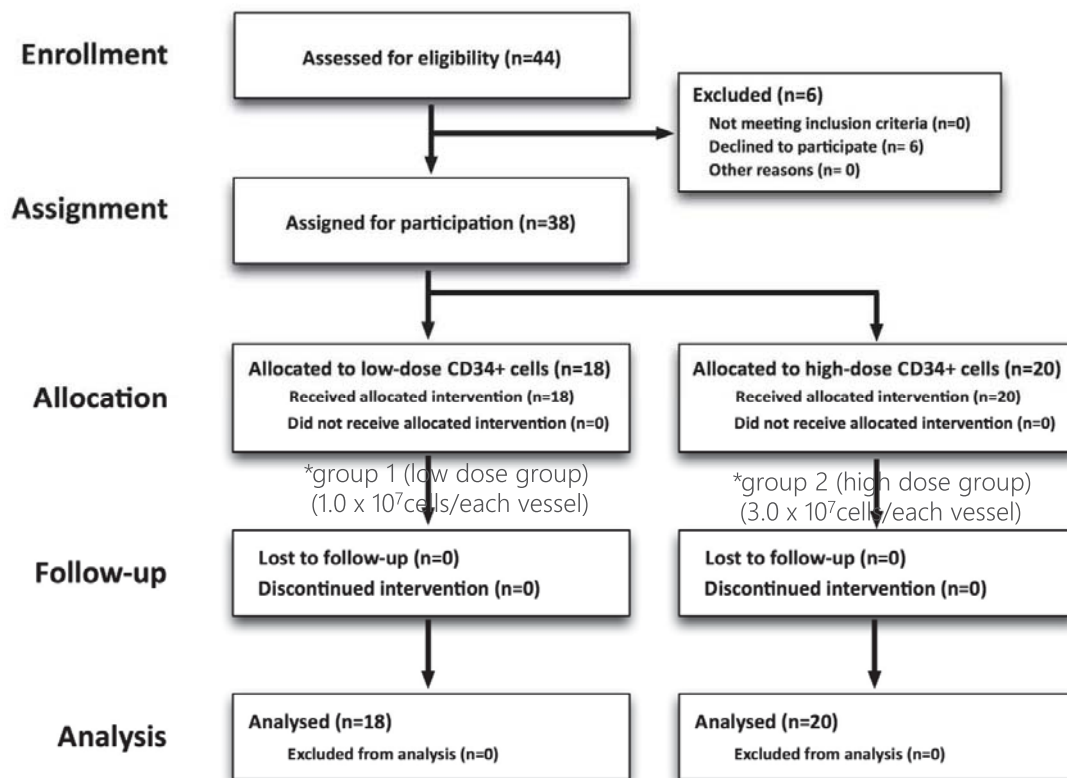 Enrollment
Assessed for eligibility (n=44)
Excluded (n=6)
Not meeting inclusion criteria (n=0)
Declined to participate (n= 6)
Other reasons (n= 0)
Assignment
Assigned for participation (n=38)
Allocation
Allocated to low-dose CD34+ cells (n=18)
Received allocated intervention (n=18)
Did not receive allocated intervention (n=0)
Allocated to high-dose CD34+ cells (n=20)
Received allocated intervention (n=20)
Did not receive allocated intervention (n=0)
*group 1 (low dose group)
(1.0 x 10⁷cells/each vessel)
*group 2 (high dose group)
(3.0 x 10⁷cells/each vessel)
Follow-up
Lost to follow-up (n=0)
Discontinued intervention (n=0)
Lost to follow-up (n=0)
Discontinued intervention (n=0)
Analysis
Analysed (n=18)
Excluded from analysis (n=0)
Analysed (n=20)
Excluded from analysis (n=0)